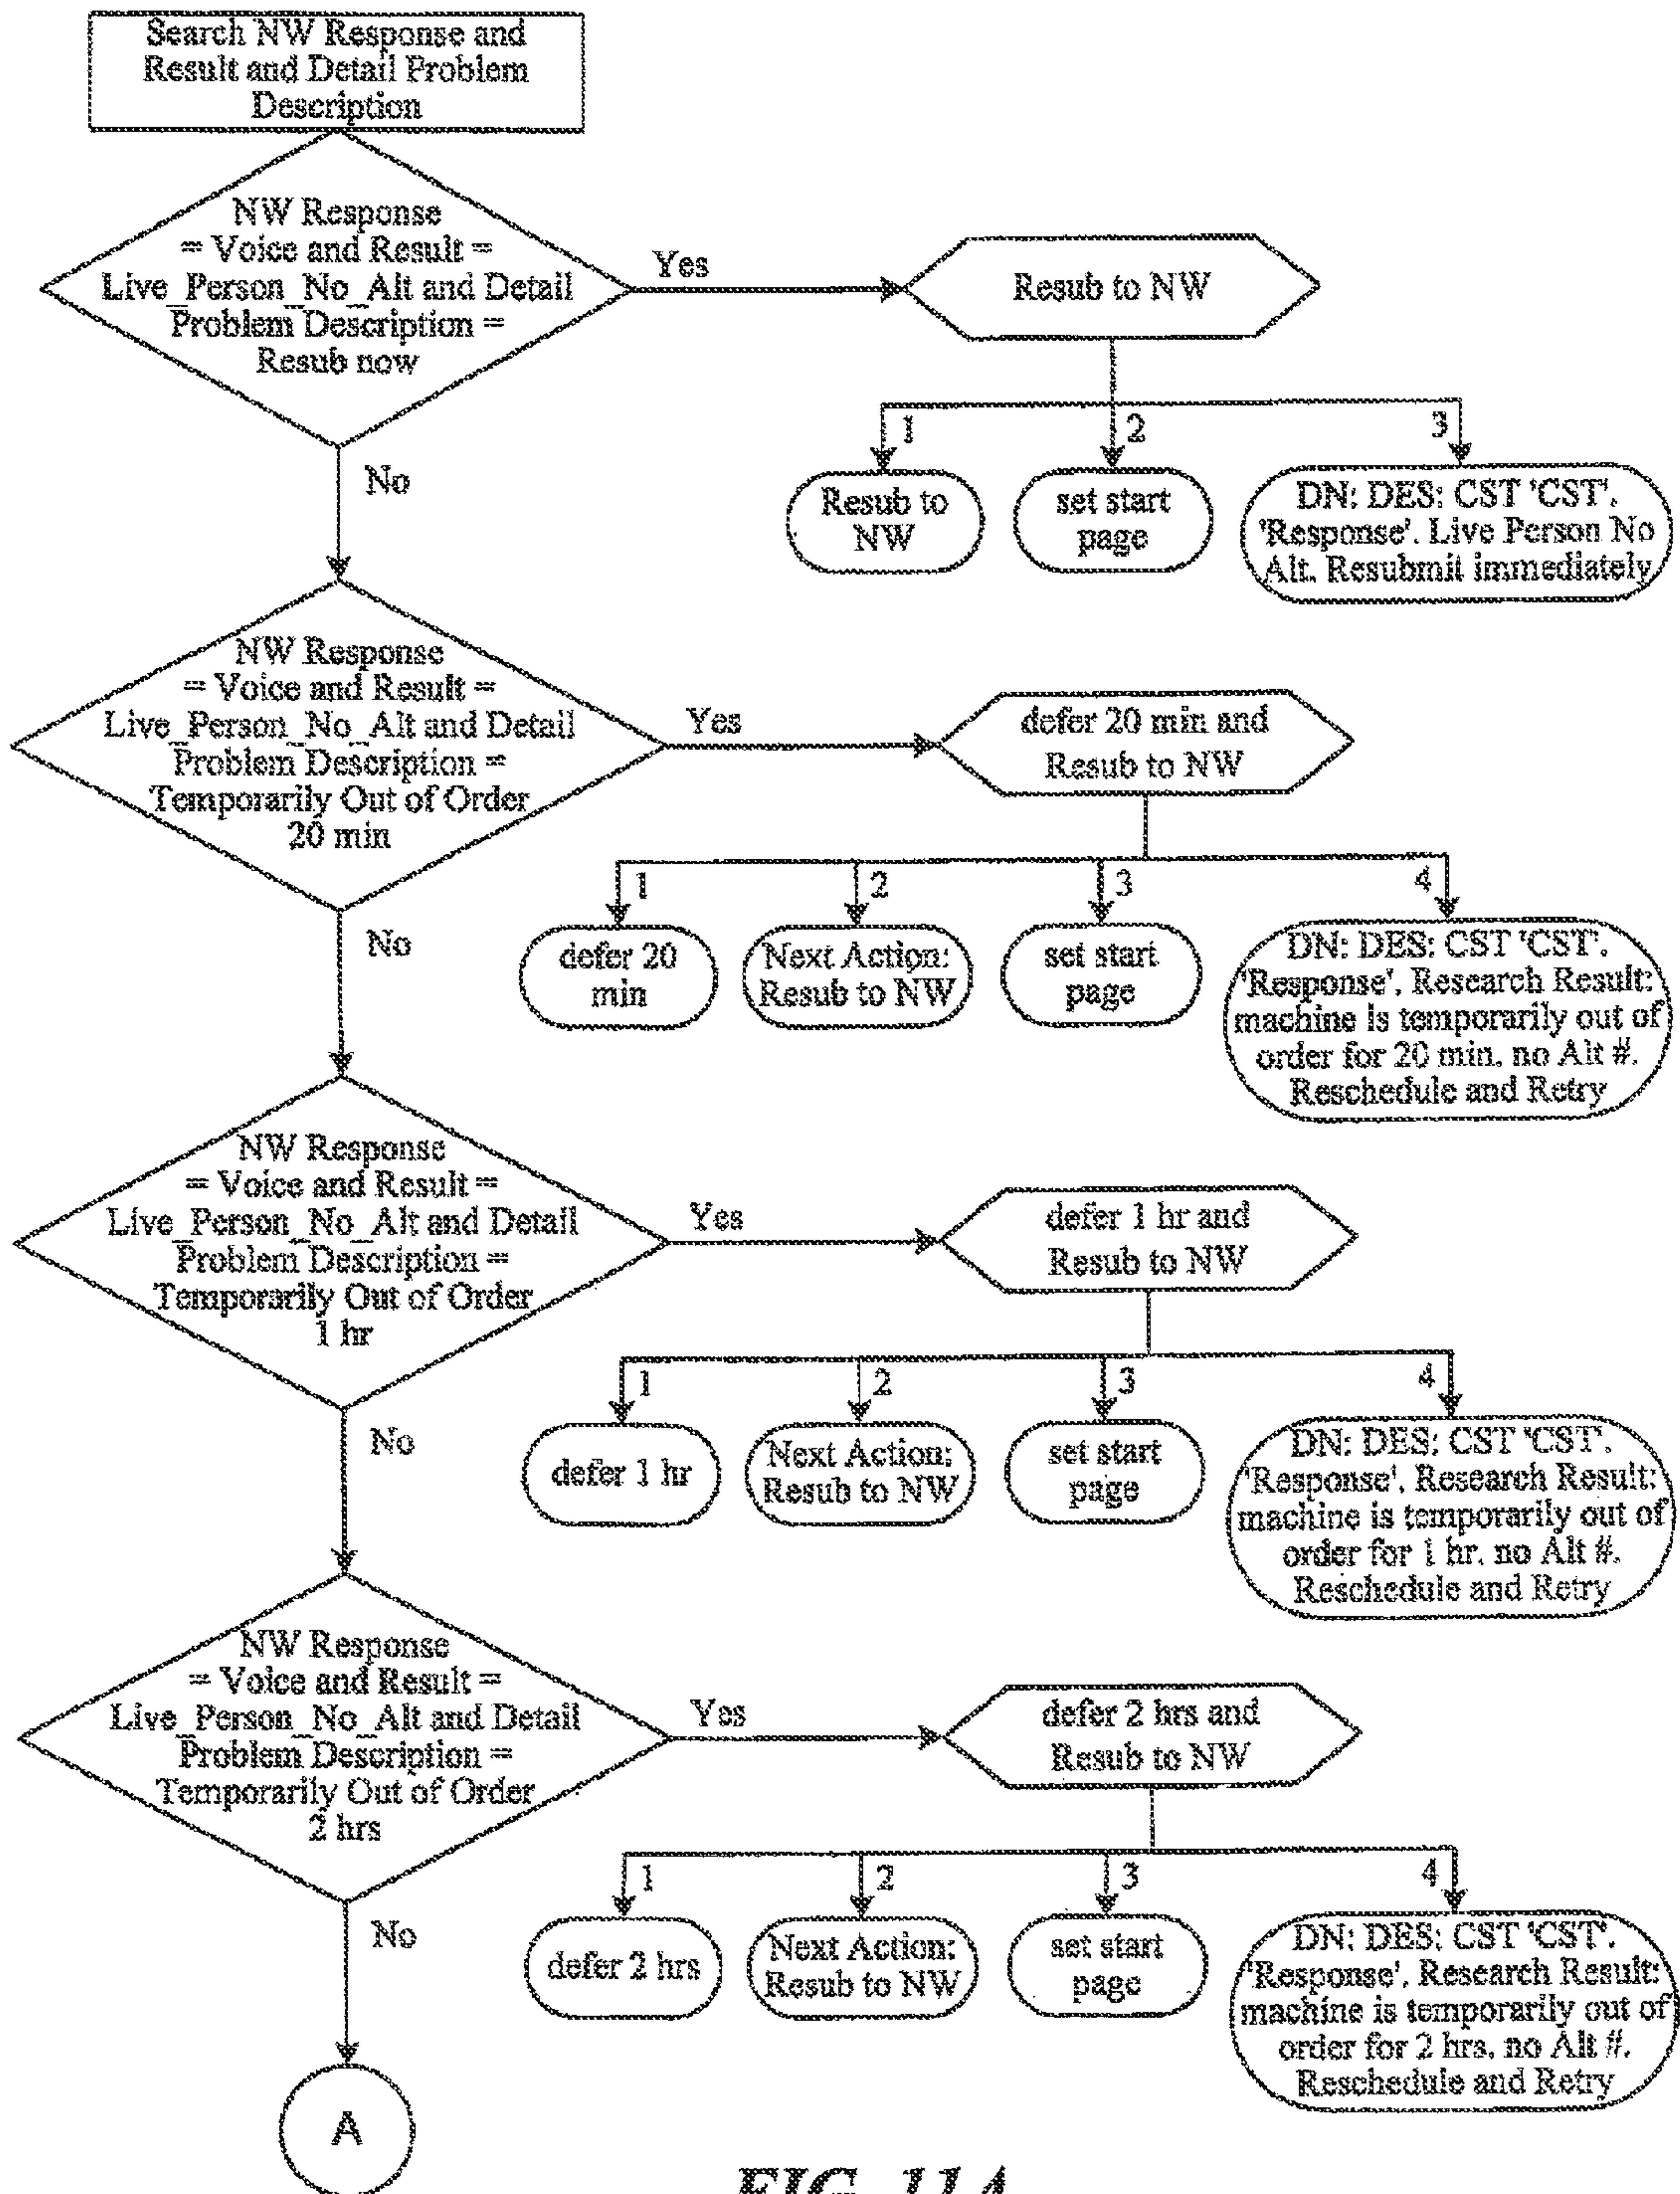 Search NW Response and
Result and Detail Problem
Description
NW Response
= Voice and Result =
Live_Person_No_Alt and Detail
Problem Description =
Resub now
Yes
Resub to NW
No
1
2
3
Resub to
NW
set start
page
DN: DES: CST 'CST'.
'Response'. Live Person No
Alt. Resubmit immediately
NW Response
= Voice and Result =
Live_Person_No_Alt and Detail
Problem Description =
Temporarily Out of Order
20 min
Yes
defer 20 min and
Resub to NW
No
1
2
3
4
defer 20
min
Next Action:
Resub to NW
set start
page
DN: DES: CST 'CST'.
'Response'. Research Result:
machine is temporarily out of
order for 20 min. no Alt #.
Reschedule and Retry
NW Response
= Voice and Result =
Live_Person_No_Alt and Detail
Problem Description =
Temporarily Out of Order
1 hr
Yes
defer 1 hr and
Resub to NW
No
1
2
3
4
defer 1 hr
Next Action:
Resub to NW
set start
page
DN: DES: CST 'CST'.
'Response'. Research Result:
machine is temporarily out of
order for 1 hr. no Alt #.
Reschedule and Retry
NW Response
= Voice and Result =
Live_Person_No_Alt and Detail
Problem Description =
Temporarily Out of Order
2 hrs
Yes
defer 2 hrs and
Resub to NW
No
1
2
3
4
defer 2 hrs
Next Action:
Resub to NW
set start
page
DN: DES: CST 'CST'.
'Response'. Research Result:
machine is temporarily out of
order for 2 hrs. no Alt #.
Reschedule and Retry
A
FIG. 11A